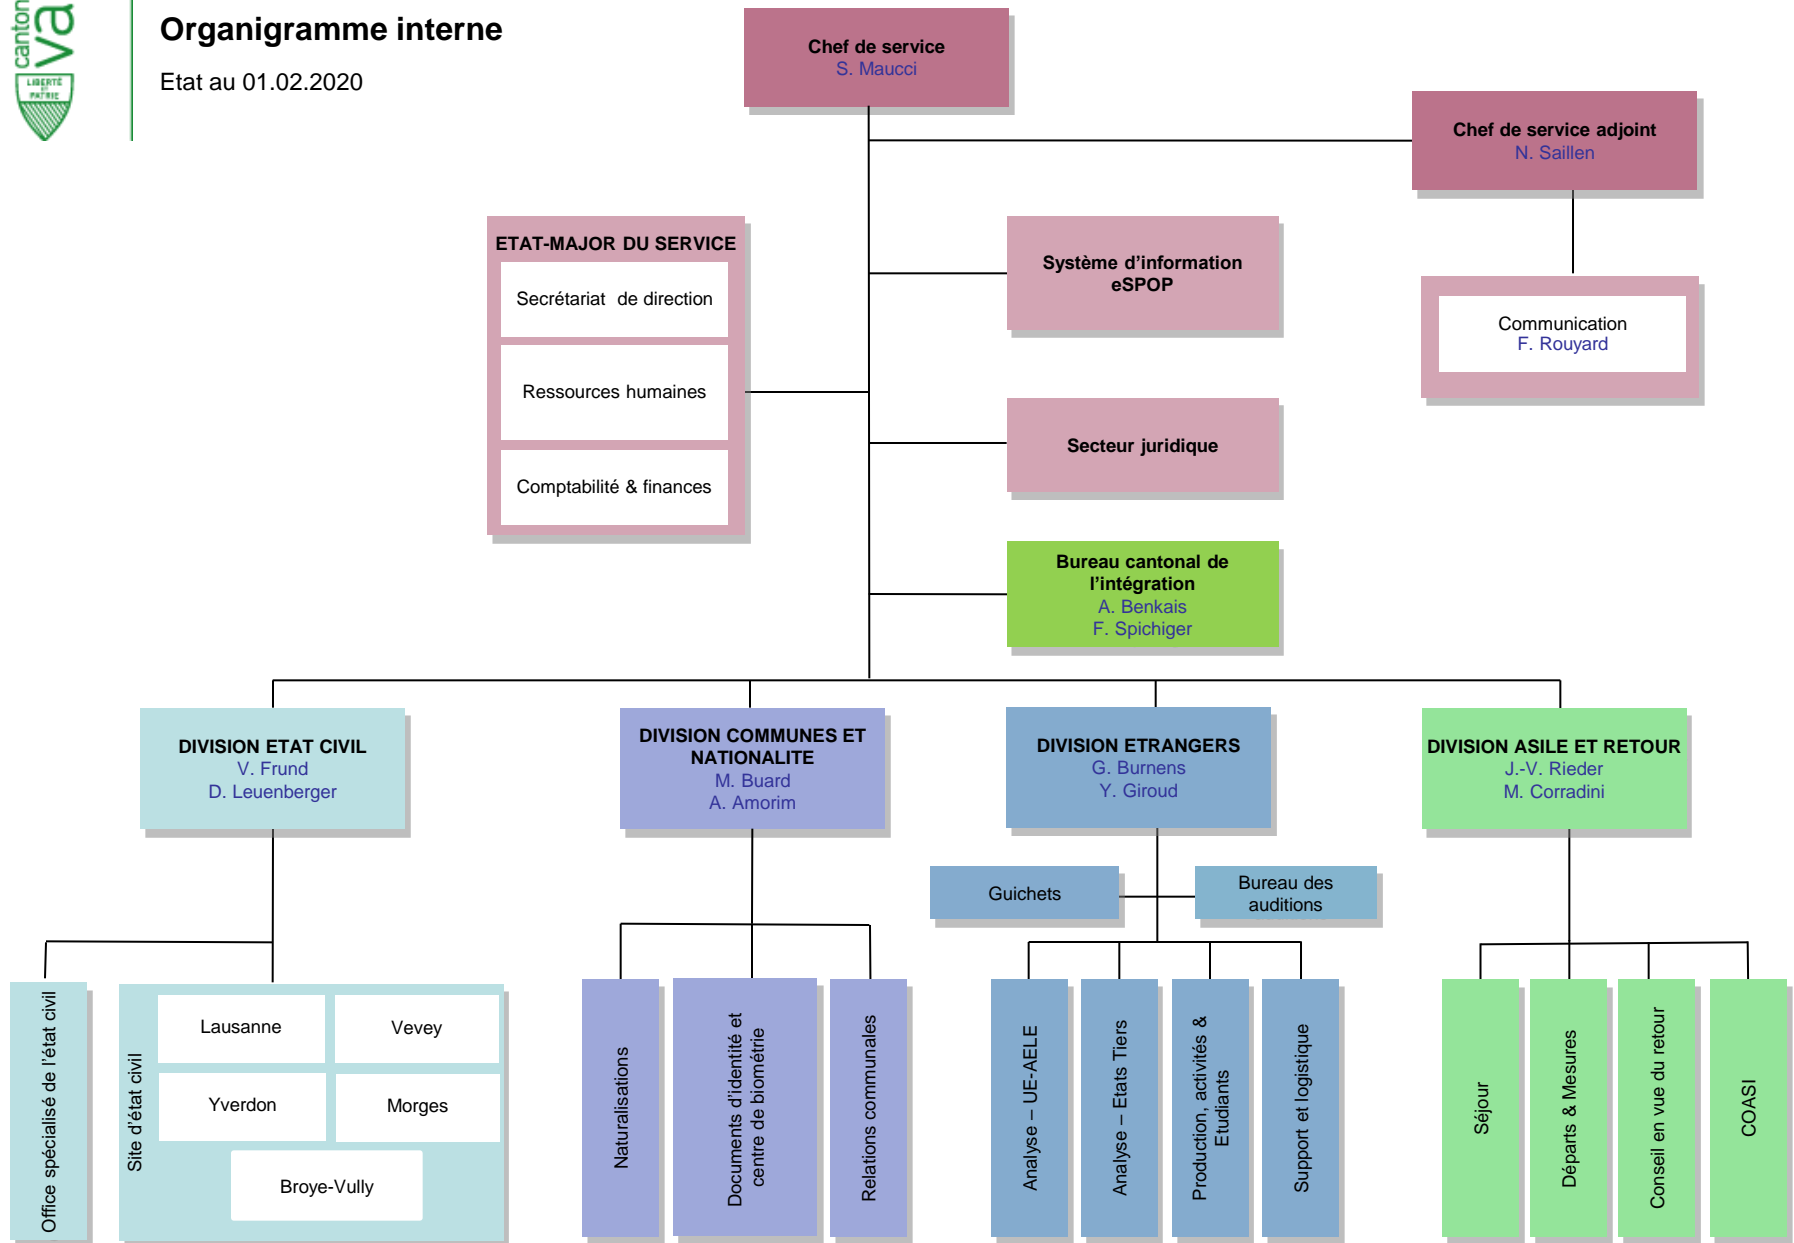 canton
va
LIBERTÉ
ET
PATRIE
Organigramme interne
Etat au 01.02.2020
Chef de service
S. Maucci
Chef de service adjoint
N. Saillen
ETAT-MAJOR DU SERVICE
Secrétariat de direction
Ressources humaines
Comptabilité & finances
Système d'information
eSPOP
Communication
F. Rouyard
Secteur juridique
Bureau cantonal de
l'intégration
A. Benkais
F. Spichiger
DIVISION ETAT CIVIL
V. Frund
D. Leuenberger
DIVISION COMMUNES ET
NATIONALITE
M. Buard
A. Amorim
DIVISION ETRANGERS
G. Burnens
Y. Giroud
DIVISION ASILE ET RETOUR
J.-V. Rieder
M. Corradini
Guichets
Bureau des
auditions
Office spécialisé de l'état civil
Site d'état civil
Lausanne
Vevey
Yverdon
Morges
Broye-Vully
Naturalisations
Documents d'identité et
centre de biométrie
Relations communales
Analyse – UE-AELE
Analyse – Etats Tiers
Production, activités &
Etudiants
Support et logistique
Séjour
Départs & Mesures
Conseil en vue du retour
COASI